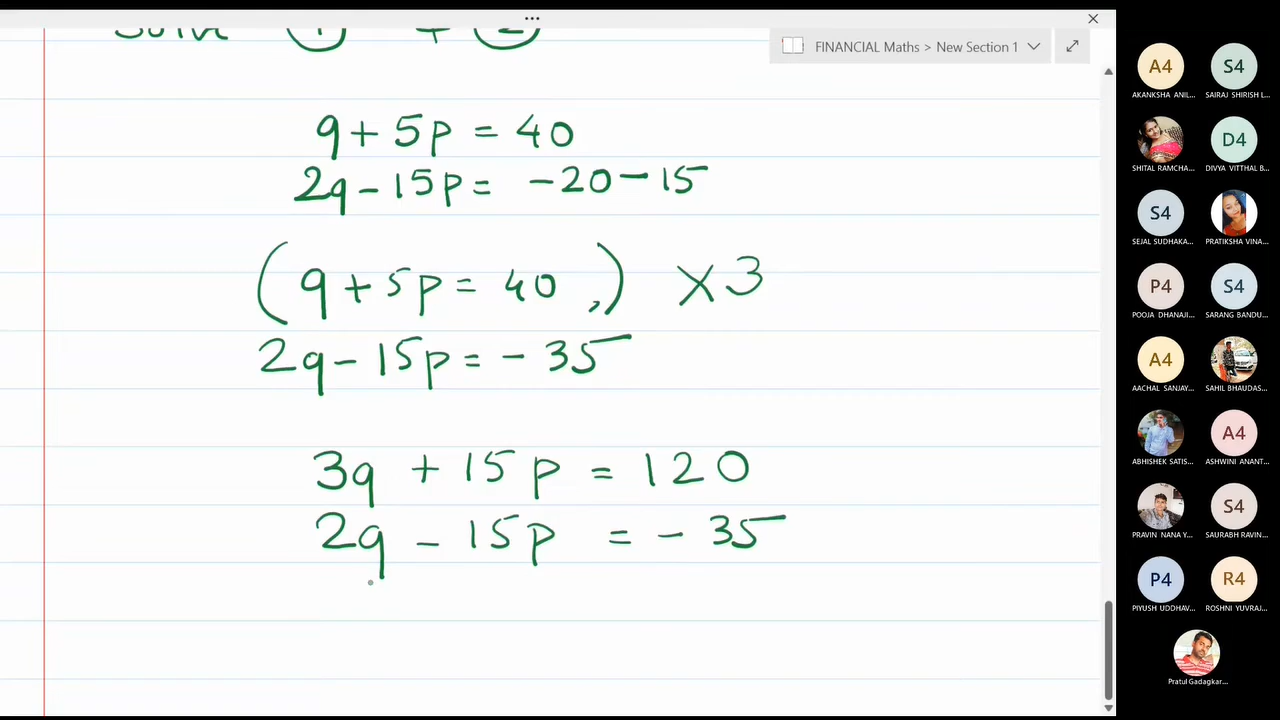 Solve ① + ②
FINANCIAL Maths > New Section 1
q + 5p = 40
2q - 15p = -20 - 15
(q + 5p = 40,) × 3
2q - 15p = - 35
3q + 15p = 120
2q - 15p = - 35
A4
AKANKSHA ANIL...
S4
SAIRAJ SHIRISH L...
SHITAL RAMCHA...
D4
DIVYA VITTHAL B...
S4
SEJAL SUDHAKA...
PRATIKSHA VINA...
P4
POOJA DHANAJI...
S4
SARANG BANDU...
A4
AACHAL SANJAY...
SAHIL BHAUDAS...
ABHISHEK SATIS...
A4
ASHWINI ANANT...
PRAVIN NANA Y...
S4
SAURABH RAVIN...
P4
PIYUSH UDDHAV...
R4
ROSHNI YUVRAJ...
Pratul Gadagkar...